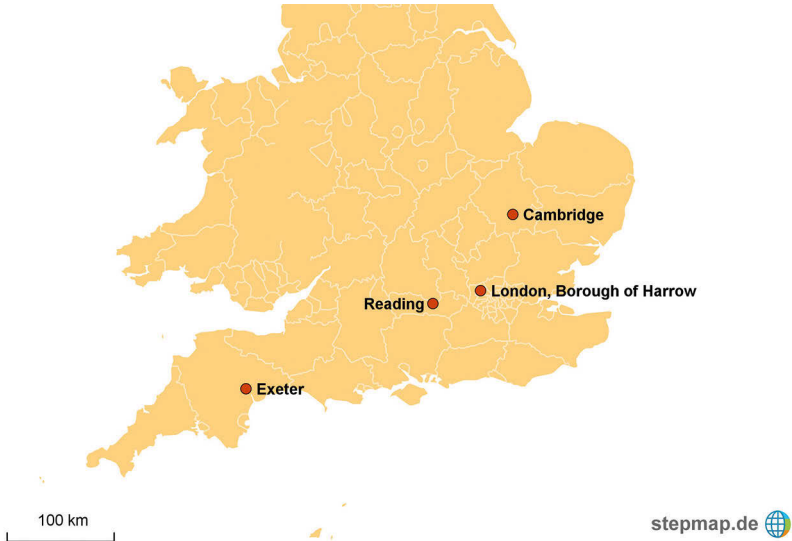 Cambridge
London, Borough of Harrow
Reading
Exeter
100 km
stepmap.de